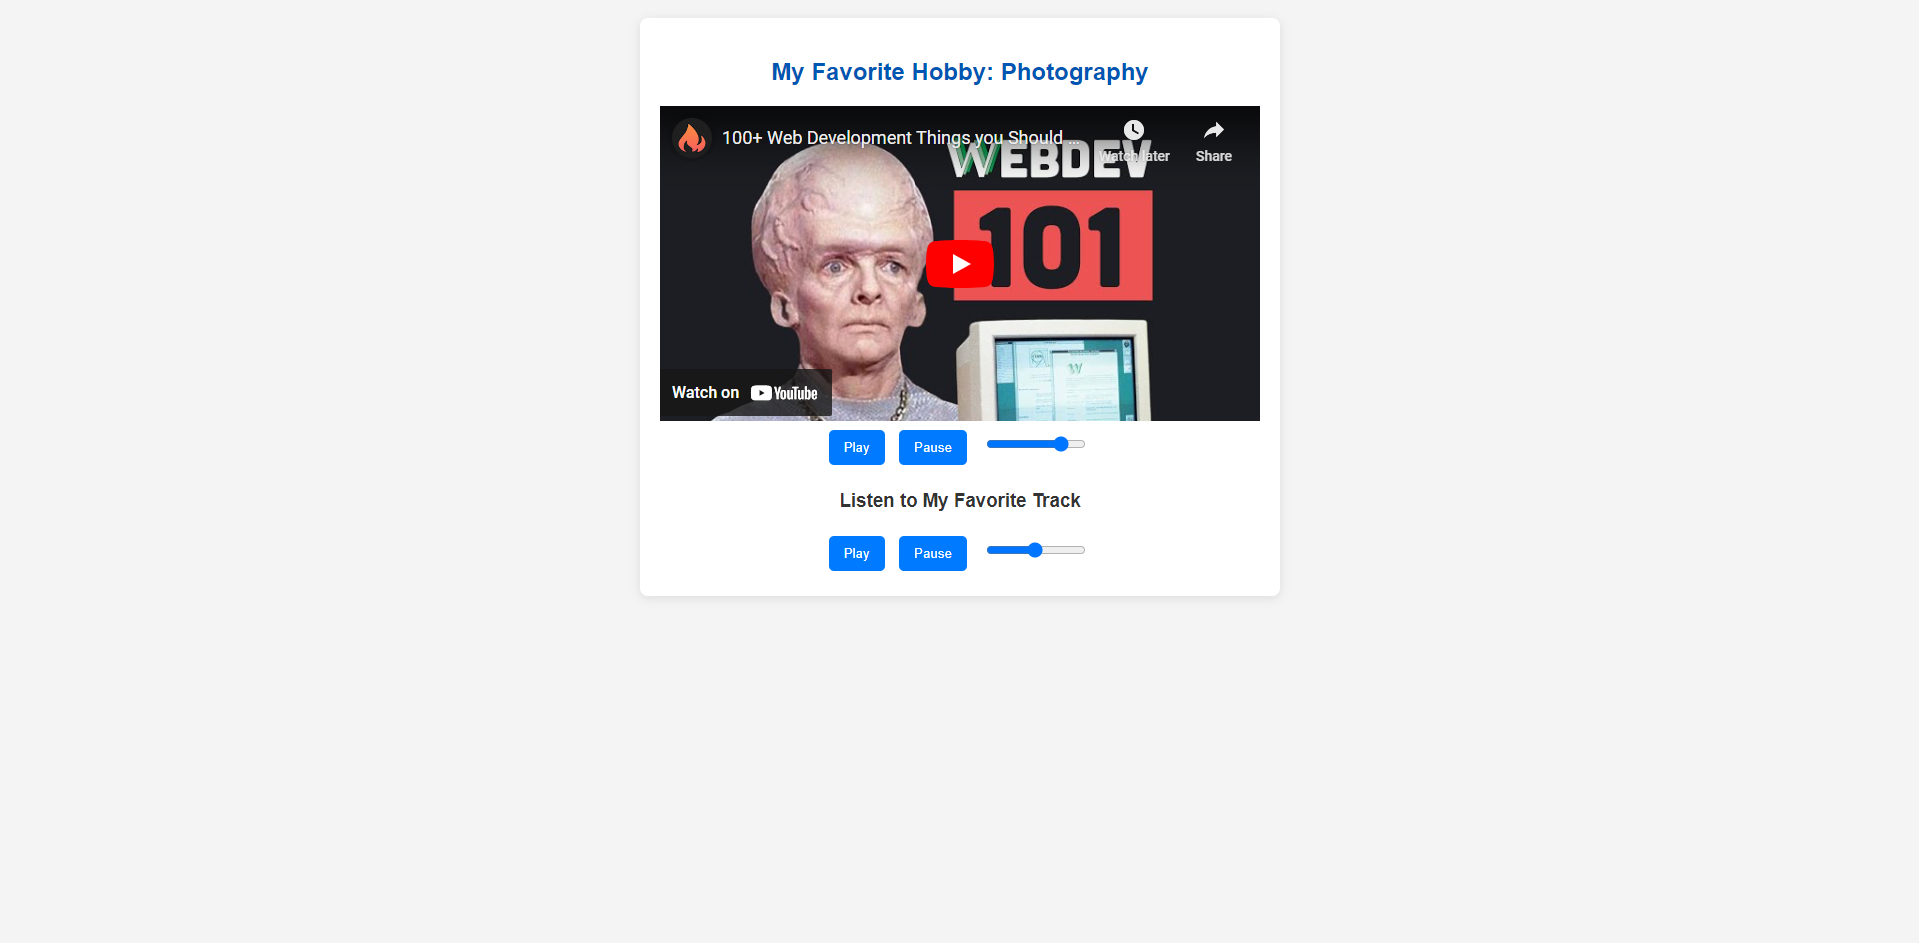 My Favorite Hobby: Photography
100+ Web Development Things you Should ...
Watch later
Share
WEBDEV
101
W
Watch on YouTube
Play
Pause
Listen to My Favorite Track
Play
Pause